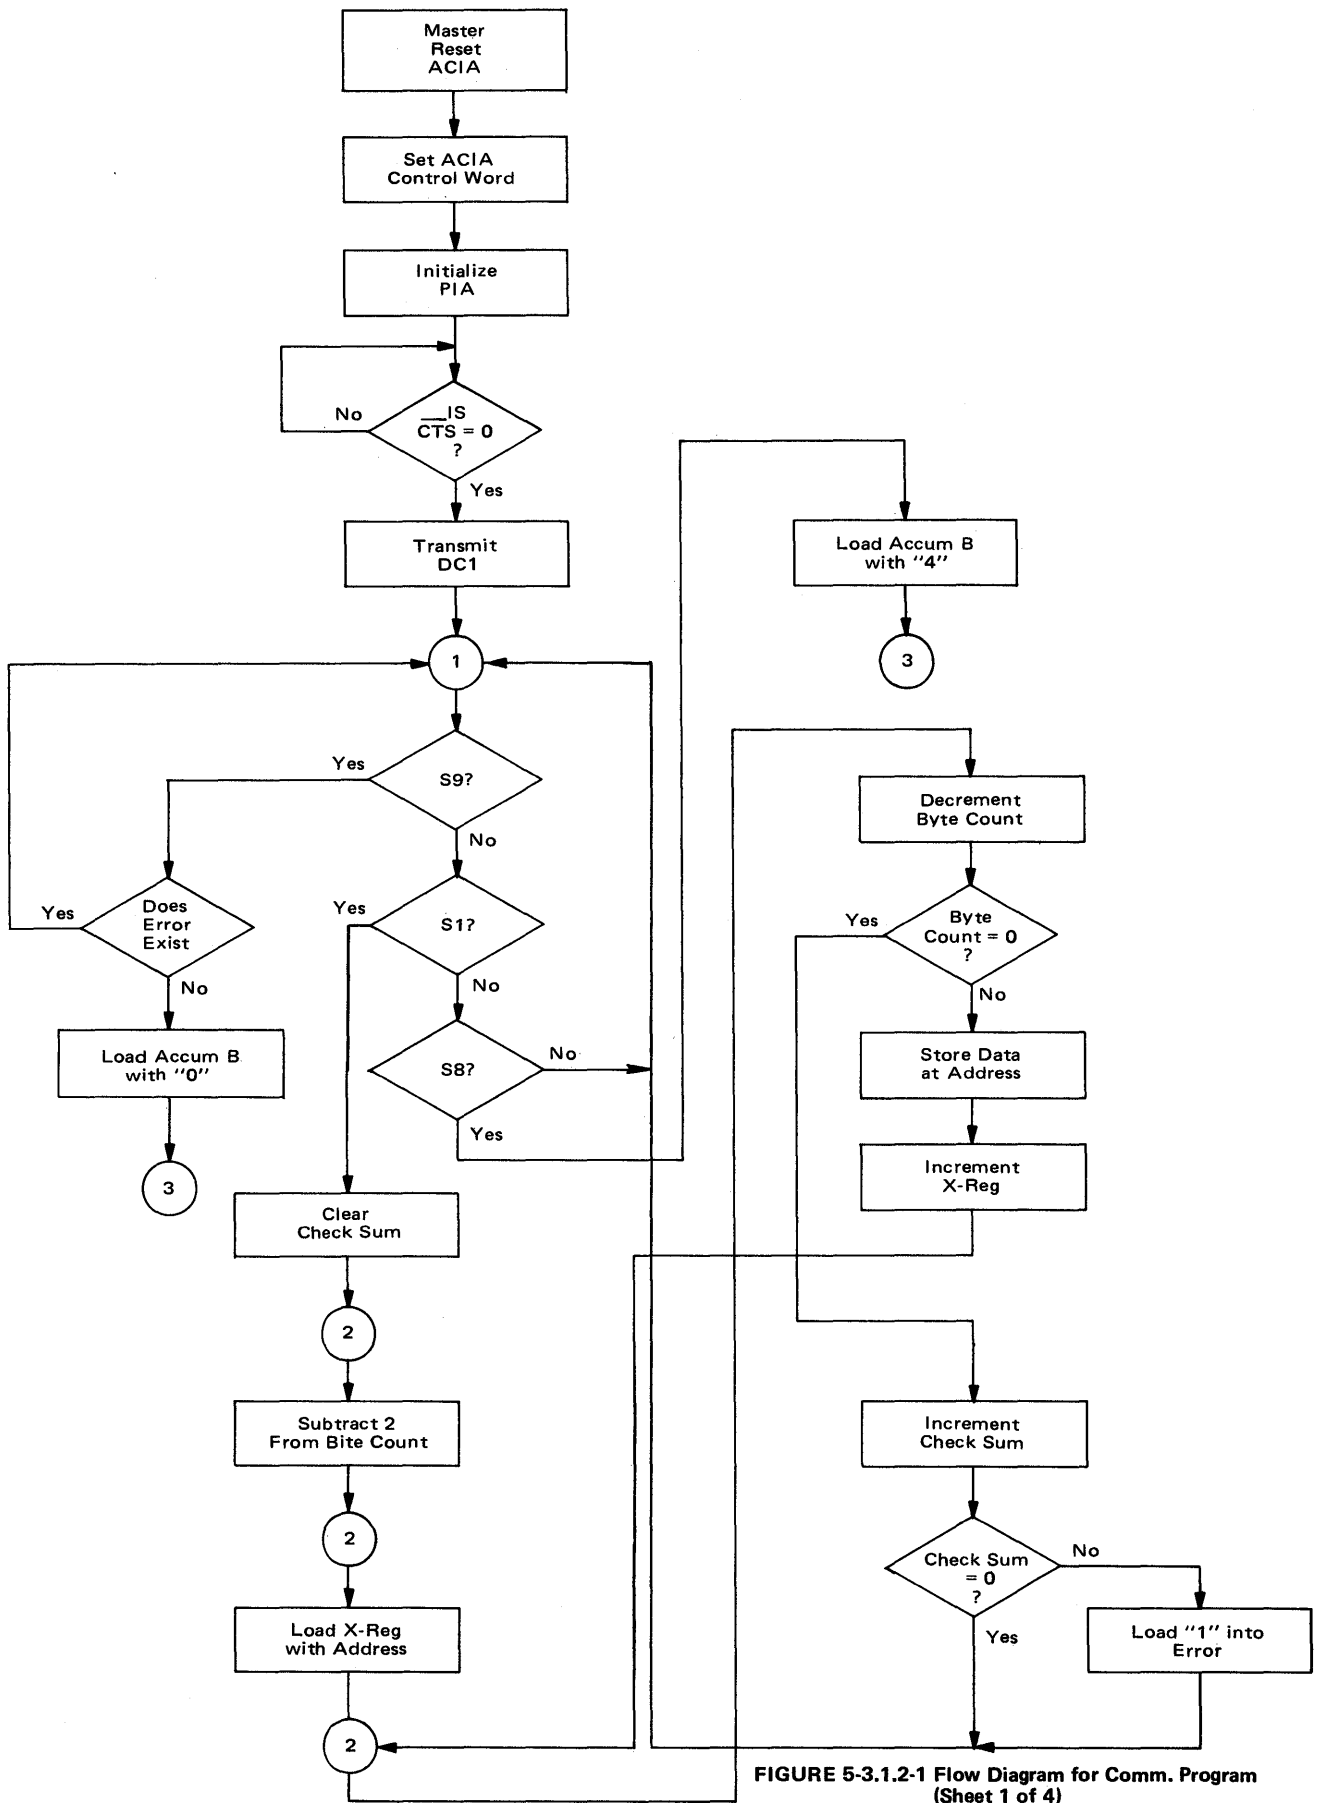 Master
Reset
ACIA
Set ACIA
Control Word
Initialize
PIA
IS
CTS = 0
?
No
Yes
Transmit
DC1
1
S9?
Yes
No
Does
Error
Exist
Yes
No
Load Accum B
with "0"
3
S1?
Yes
No
S8?
No
Yes
Clear
Check Sum
2
Subtract 2
From Bite Count
2
Load X-Reg
with Address
2
Load Accum B
with "4"
3
Decrement
Byte Count
Byte
Count = 0
?
Yes
No
Store Data
at Address
Increment
X-Reg
Increment
Check Sum
Check Sum
= 0
?
No
Yes
Load "1" into
Error
FIGURE 5-3.1.2-1 Flow Diagram for Comm. Program
(Sheet 1 of 4)